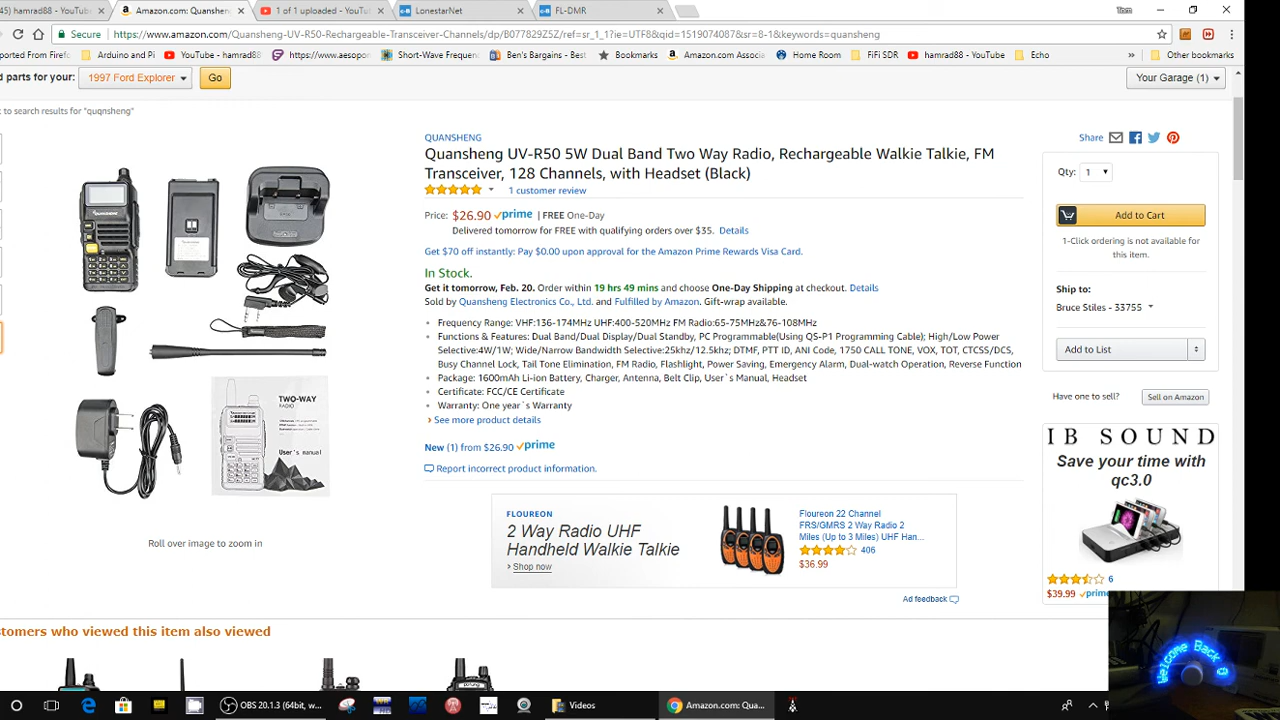 45) hamrad88 - YouTu
Amazon.com: Quanshen
1 of 1 uploaded - YouTu
LonestarNet
FL-DMR
Tom
Secure
https://www.amazon.com/Quansheng-UV-R50-Rechargeable-Transceiver-Channels/dp/B077829Z5Z/ref=sr_1_1?ie=UTF8&qid=1519074087&sr=8-1&keywords=quansheng
ported From Firefo
Arduino and Pi
YouTube - hamrad88
https://www.aesopon
Short-Wave Frequenc
Ben's Bargains - Best
Bookmarks
Amazon.com Associa
Home Room
FiFi SDR
hamrad88 - YouTube
Echo
Other bookmarks
d parts for your:
1997 Ford Explorer
Go
Your Garage (1)
to search results for "quqnsheng"
QUANSHENG
Share
Quansheng UV-R50 5W Dual Band Two Way Radio, Rechargeable Walkie Talkie, FM
Transceiver, 128 Channels, with Headset (Black)
1 customer review
Qty: 1
Price: $26.90 prime | FREE One-Day
Delivered tomorrow for FREE with qualifying orders over $35. Details
Add to Cart
1-Click ordering is not available for
this item.
Get $70 off instantly: Pay $0.00 upon approval for the Amazon Prime Rewards Visa Card.
In Stock.
Get it tomorrow, Feb. 20. Order within 19 hrs 49 mins and choose One-Day Shipping at checkout. Details
Sold by Quansheng Electronics Co., Ltd. and Fulfilled by Amazon. Gift-wrap available.
Ship to:
Bruce Stiles - 33755
Frequency Range: VHF:136-174MHz UHF:400-520MHz FM Radio:65-75MHz&76-108MHz
Functions & Features: Dual Band/Dual Display/Dual Standby, PC Programmable(Using QS-P1 Programming Cable); High/Low Power
Selective:4W/1W; Wide/Narrow Bandwidth Selective:25khz/12.5khz; DTMF, PTT ID, ANI Code, 1750 CALL TONE, VOX, TOT, CTCSS/DCS,
Busy Channel Lock, Tail Tone Elimination, FM Radio, Flashlight, Power Saving, Emergency Alarm, Dual-watch Operation, Reverse Function
Package: 1600mAh Li-ion Battery, Charger, Antenna, Belt Clip, User`s Manual, Headset
Certificate: FCC/CE Certificate
Warranty: One year`s Warranty
See more product details
Add to List
Have one to sell?
Sell on Amazon
TWO-WAY
RADIO
User's manual
New (1) from $26.90 prime
Report incorrect product information.
IB SOUND
Save your time with
qc3.0
6
$39.99 prime
FLOUREON
2 Way Radio UHF
Handheld Walkie Talkie
Shop now
Floureon 22 Channel
FRS/GMRS 2 Way Radio 2
Miles (Up to 3 Miles) UHF Han...
406
$36.99
Ad feedback
Roll over image to zoom in
stomers who viewed this item also viewed
Welcome Back
OBS 20.1.3 (64bit, w...
Videos
Amazon.com: Qua...